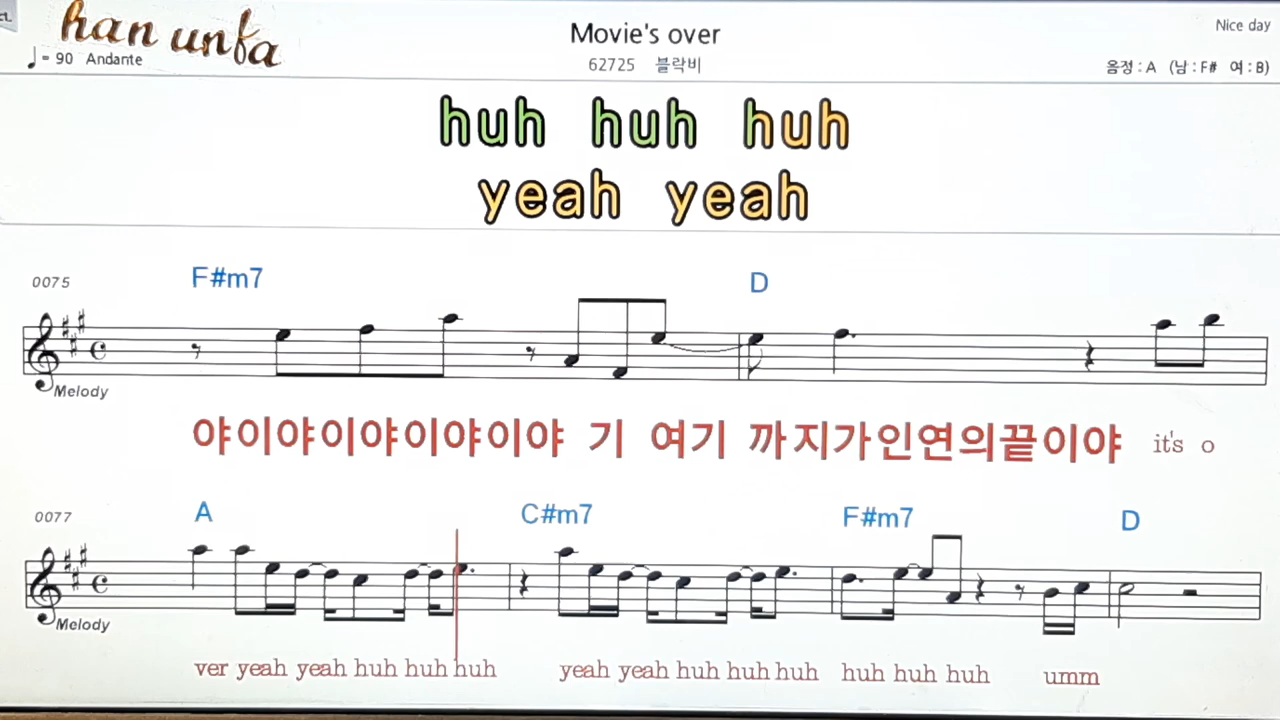 han unfa
♩= 90 Andante
Movie's over
62725 블락비
Nice day
음정 : A (남 : F# 여 : B)
huh huh huh
yeah yeah
0075
F#m7 D
Melody
야이야이야이야이야 기 여기 까지가인연의끝이야 it's o
0077
A C#m7 F#m7 D
Melody
ver yeah yeah huh huh huh yeah yeah huh huh huh huh huh huh umm